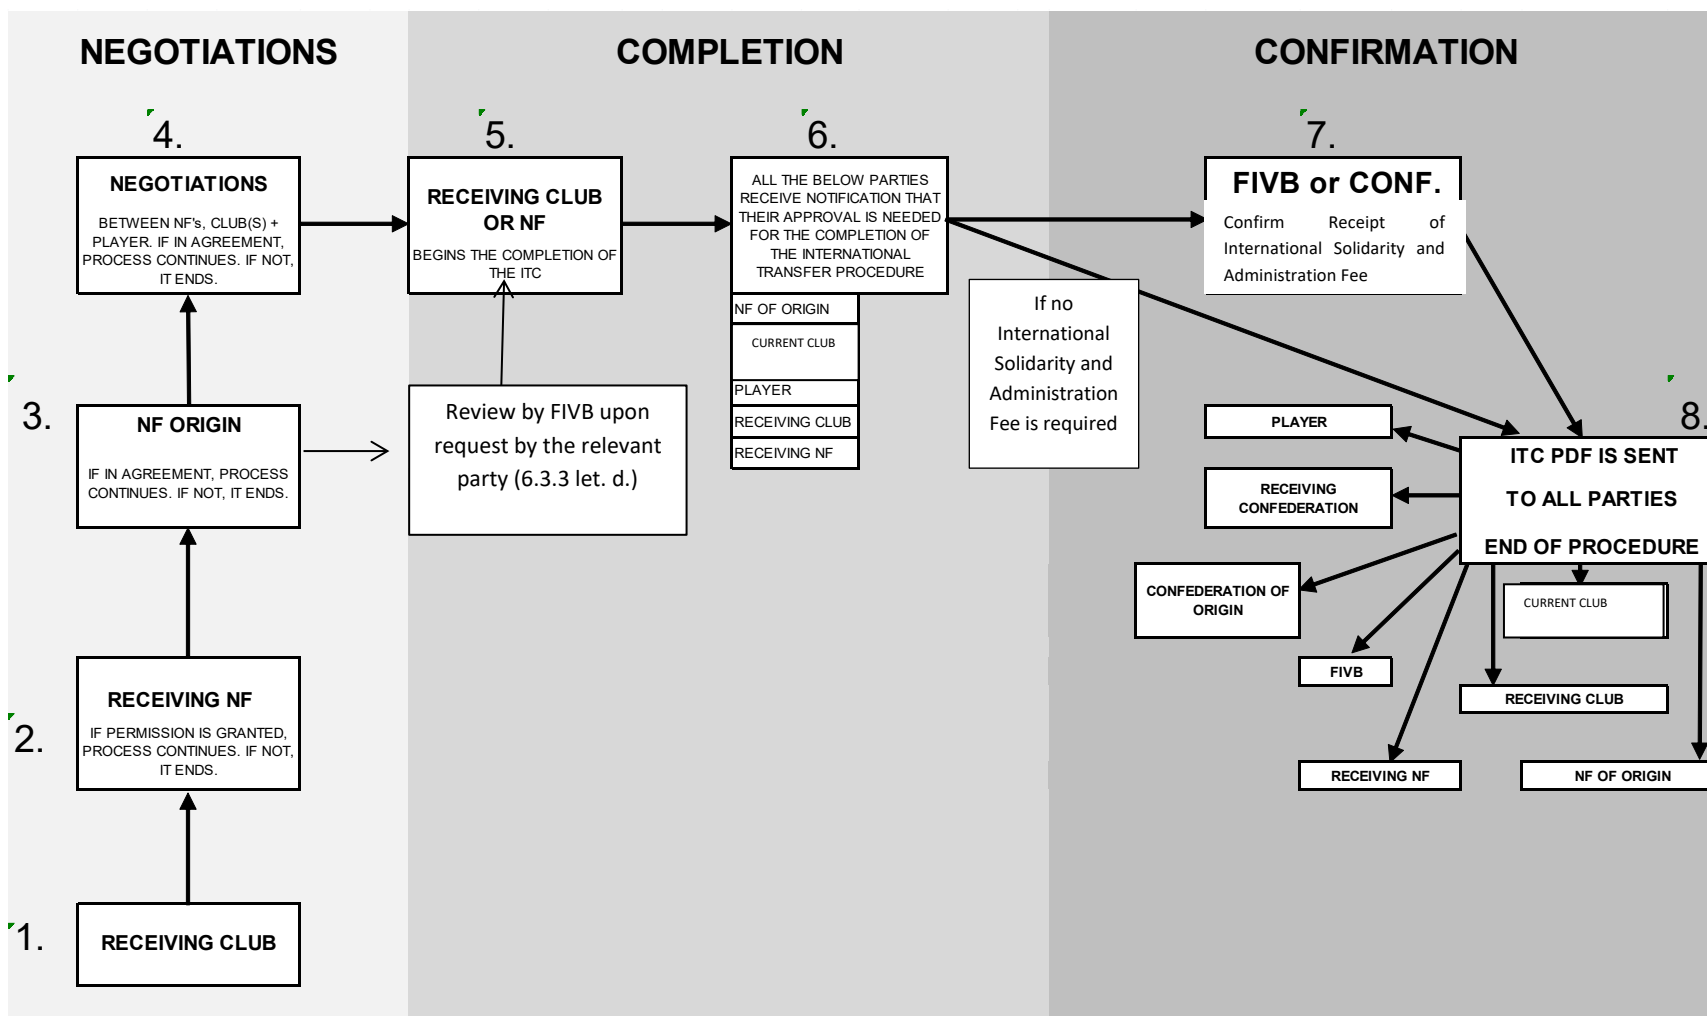 NEGOTIATIONS
COMPLETION
CONFIRMATION
4.
NEGOTIATIONS
BETWEEN NF's, CLUB(S) +
PLAYER. IF IN AGREEMENT,
PROCESS CONTINUES. IF NOT,
IT ENDS.
5.
RECEIVING CLUB
OR NF
BEGINS THE COMPLETION OF
THE ITC
6.
ALL THE BELOW PARTIES
RECEIVE NOTIFICATION THAT
THEIR APPROVAL IS NEEDED
FOR THE COMPLETION OF
THE INTERNATIONAL
TRANSFER PROCEDURE
NF OF ORIGIN
CURRENT CLUB
PLAYER
RECEIVING CLUB
RECEIVING NF
If no
International
Solidarity and
Administration
Fee is required
7.
FIVB or CONF.
Confirm Receipt of
International Solidarity and
Administration Fee
3.
NF ORIGIN
IF IN AGREEMENT, PROCESS
CONTINUES. IF NOT, IT ENDS.
Review by FIVB upon
request by the relevant
party (6.3.3 let. d.)
8.
ITC PDF IS SENT
TO ALL PARTIES
END OF PROCEDURE
PLAYER
RECEIVING
CONFEDERATION
CONFEDERATION OF
ORIGIN
CURRENT CLUB
FIVB
RECEIVING CLUB
RECEIVING NF
NF OF ORIGIN
2.
RECEIVING NF
IF PERMISSION IS GRANTED,
PROCESS CONTINUES. IF NOT,
IT ENDS.
1.
RECEIVING CLUB